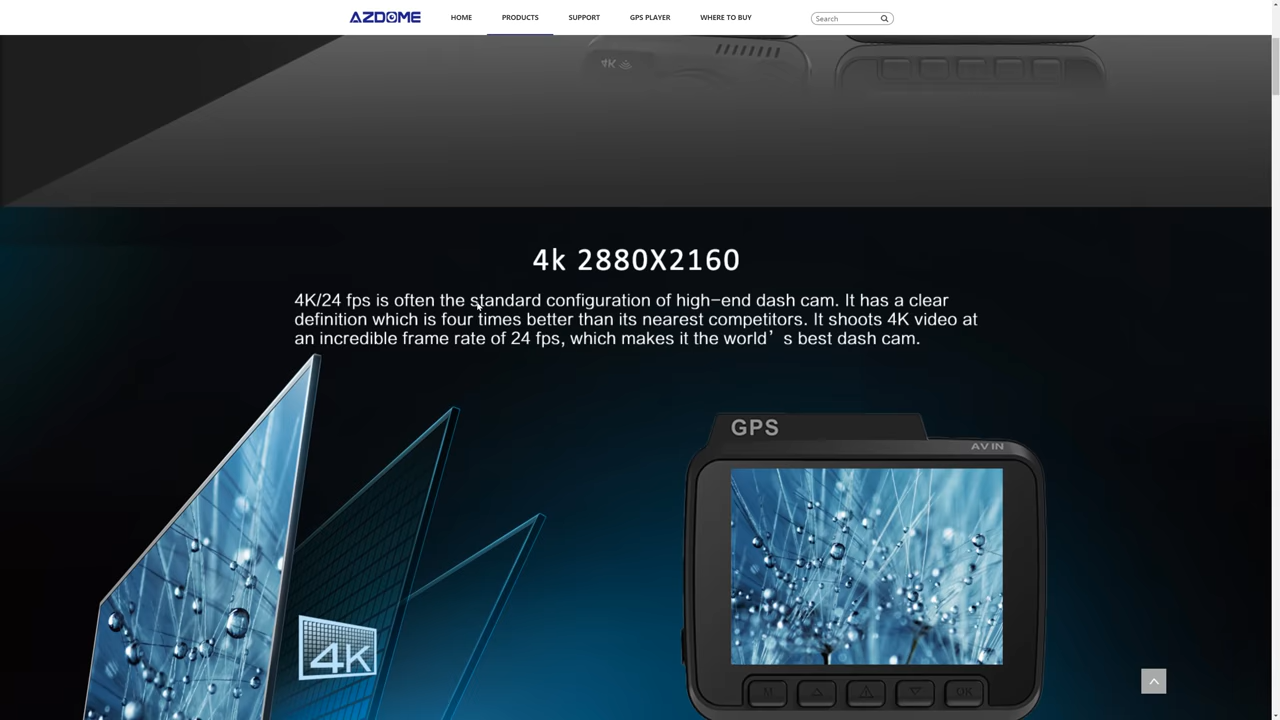 AZDOME
HOME
PRODUCTS
SUPPORT
GPS PLAYER
WHERE TO BUY
Search
4K
4k 2880X2160
4K/24 fps is often the standard configuration of high-end dash cam. It has a clear
definition which is four times better than its nearest competitors. It shoots 4K video at
an incredible frame rate of 24 fps, which makes it the world’s best dash cam.
GPS
AV IN
4K
M
OK